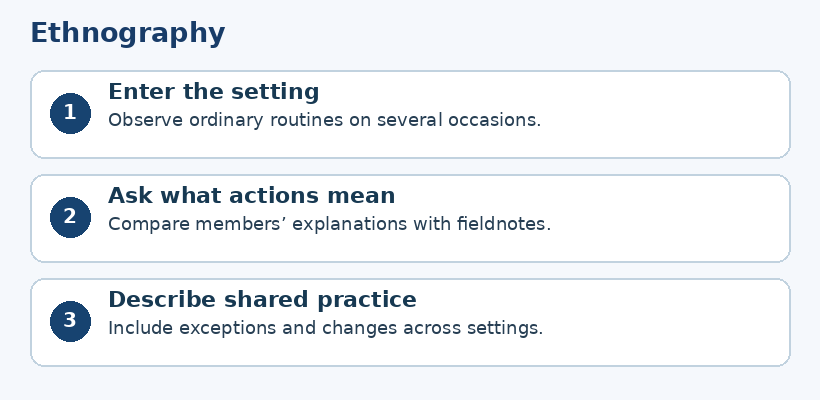 Ethnography
1
Enter the setting
Observe ordinary routines on several occasions.
2
Ask what actions mean
Compare members’ explanations with fieldnotes.
3
Describe shared practice
Include exceptions and changes across settings.